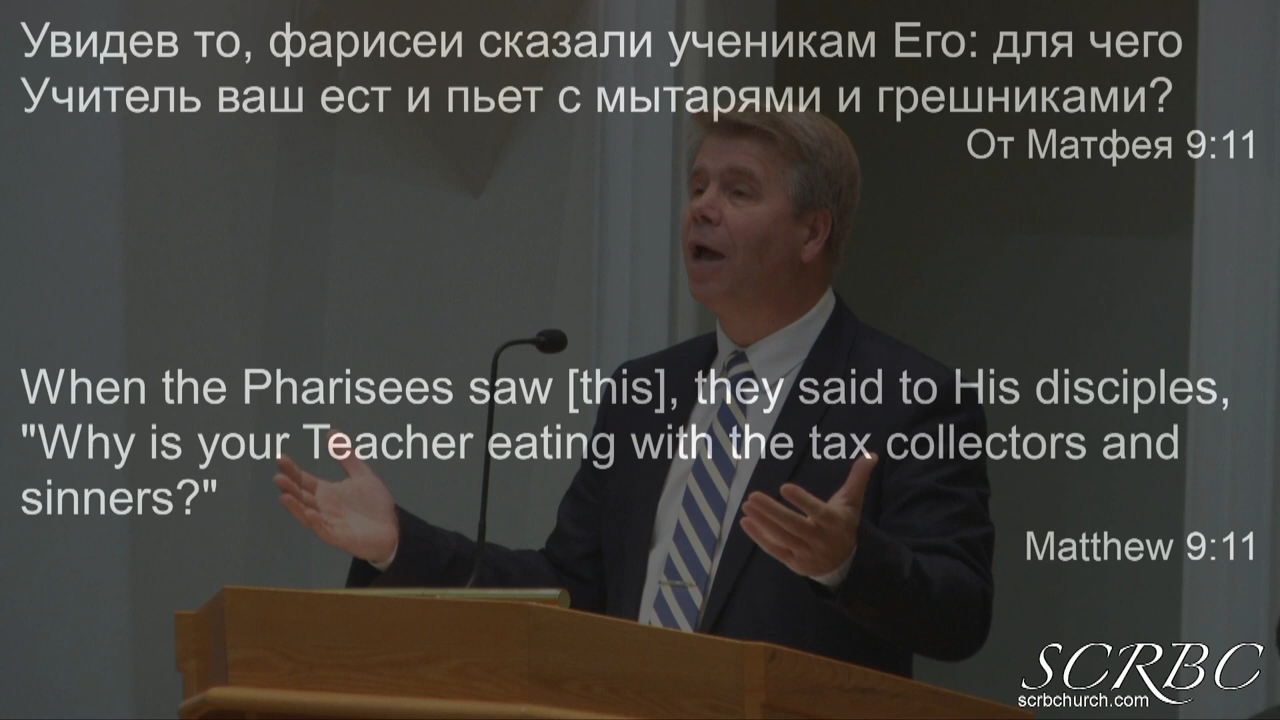 Увидев то, фарисеи сказали ученикам Его: для чего
Учитель ваш ест и пьет с мытарями и грешниками?
От Матфея 9:11
When the Pharisees saw [this], they said to His disciples,
"Why is your Teacher eating with the tax collectors and
sinners?"
Matthew 9:11
SCRBC
scrbchurch.com